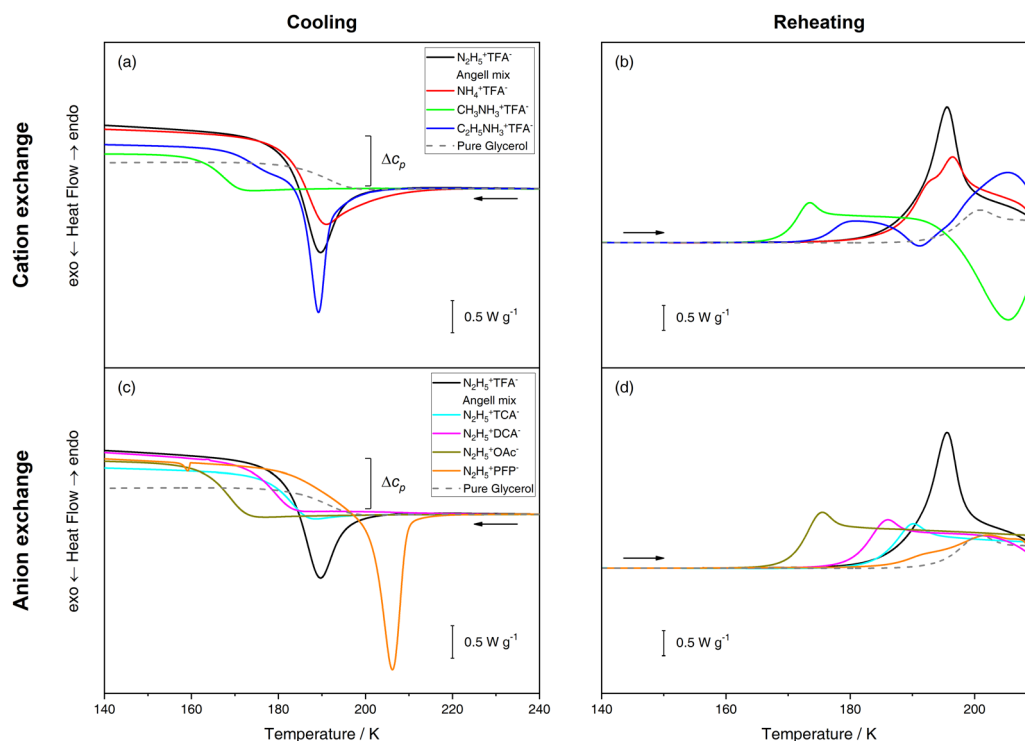 Cooling
Reheating
Cation exchange
Anion exchange
(a)
N₂H₅⁺TFA⁻
Angell mix
NH₄⁺TFA⁻
CH₃NH₃⁺TFA⁻
C₂H₅NH₃⁺TFA⁻
Pure Glycerol
Δcₚ
exo ← Heat Flow → endo
0.5 W g⁻¹
(b)
0.5 W g⁻¹
(c)
N₂H₅⁺TFA⁻
Angell mix
N₂H₅⁺TCA⁻
N₂H₅⁺DCA⁻
N₂H₅⁺OAc⁻
N₂H₅⁺PFP⁻
Pure Glycerol
Δcₚ
exo ← Heat Flow → endo
0.5 W g⁻¹
140 160 180 200 220 240
Temperature / K
(d)
0.5 W g⁻¹
140 160 180 200
Temperature / K